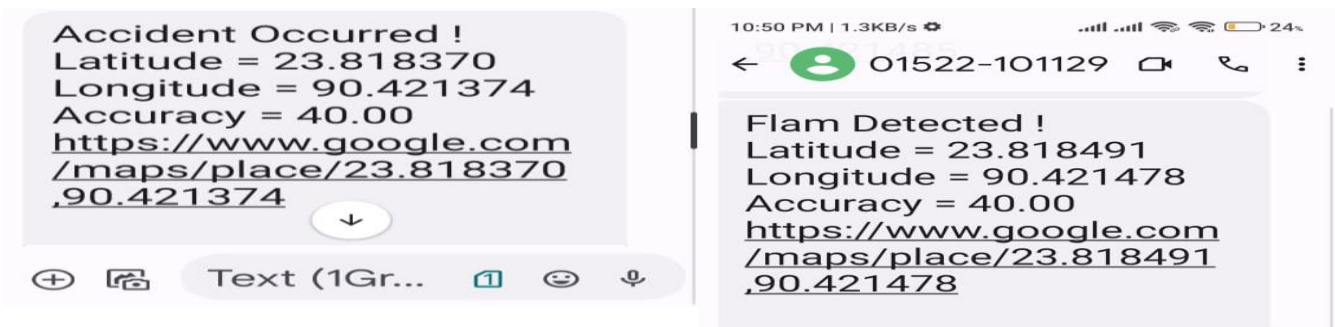 Accident Occurred !
Latitude = 23.818370
Longitude = 90.421374
Accuracy = 40.00
https://www.google.com
/maps/place/23.818370
,90.421374
Text (1Gr...
1
10:50 PM | 1.3KB/s
24%
01522-101129
Flam Detected !
Latitude = 23.818491
Longitude = 90.421478
Accuracy = 40.00
https://www.google.com
/maps/place/23.818491
,90.421478